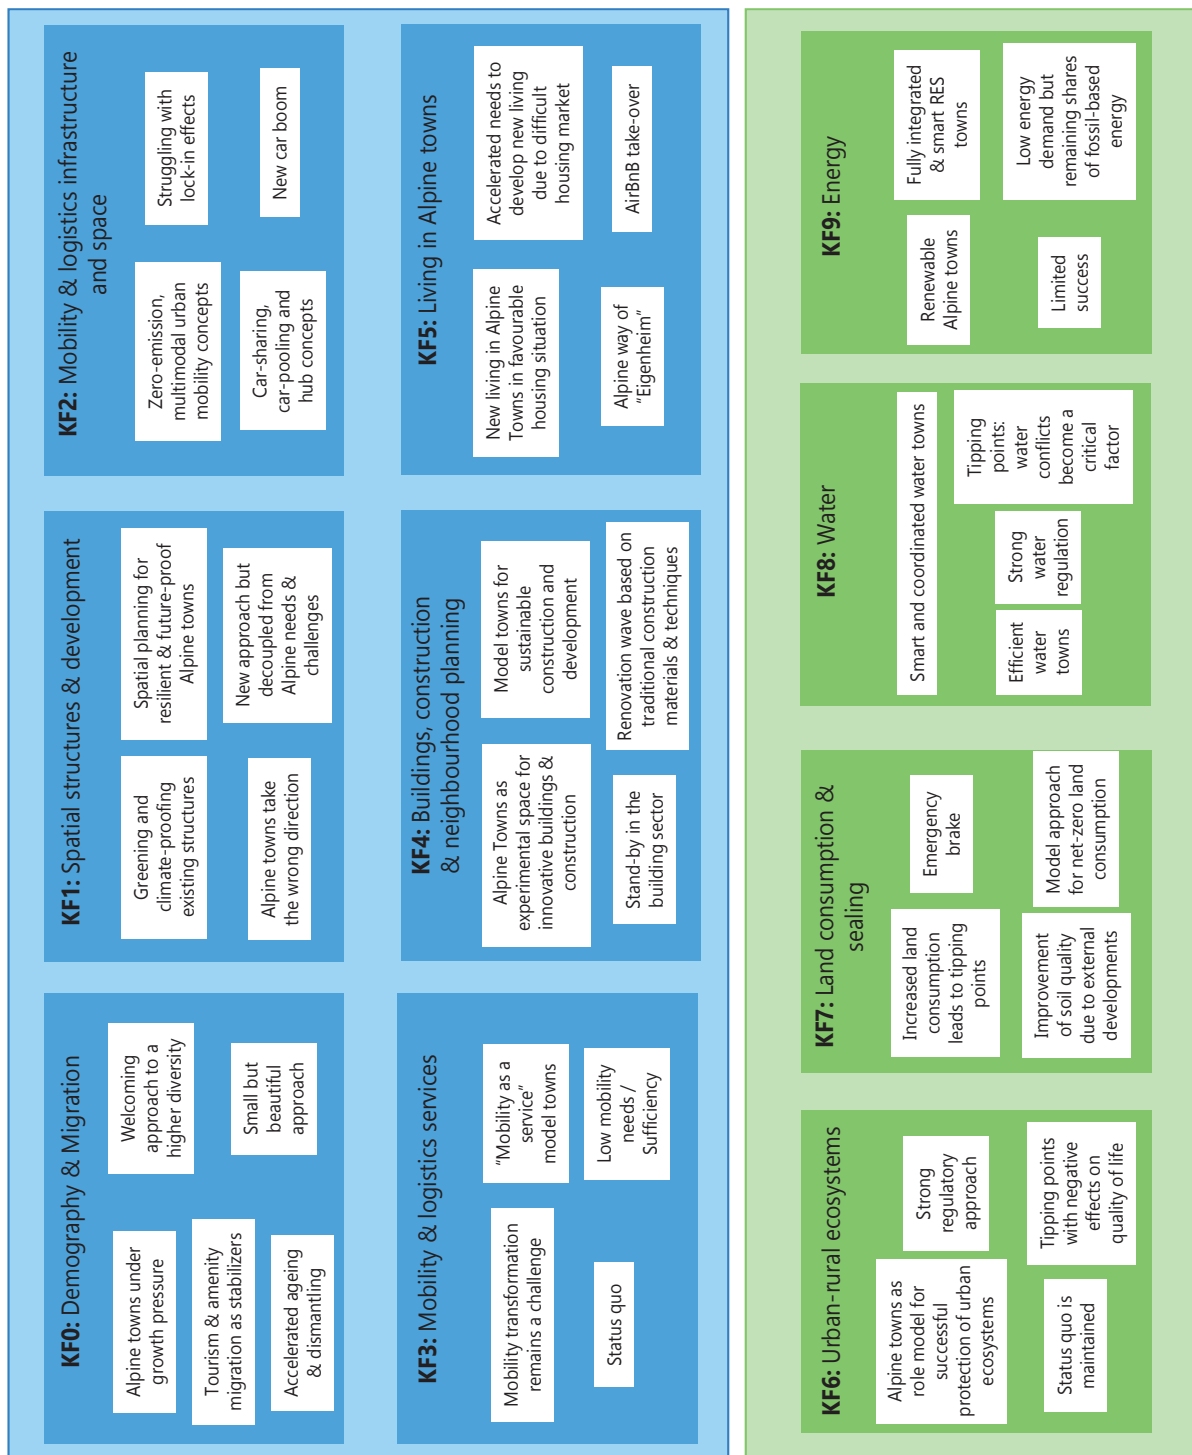 KF0: Demography & Migration
Alpine towns under
growth pressure
Welcoming
approach to a
higher diversity
Tourism & amenity
migration as stabilizers
Small but
beautiful
approach
Accelerated ageing
& dismantling
KF1: Spatial structures & development
Greening and
climate-proofing
existing structures
Spatial planning for
resilient & future-proof
Alpine towns
Alpine towns take
the wrong direction
New approach but
decoupled from
Alpine needs &
challenges
KF2: Mobility & logistics infrastructure
and space
Zero-emission,
multimodal urban
mobility concepts
Struggling with
lock-in effects
Car-sharing,
car-pooling and
hub concepts
New car boom
KF3: Mobility & logistics services
Mobility transformation
remains a challenge
“Mobility as a
service”
model towns
Status quo
Low mobility
needs /
Sufficiency
KF4: Buildings, construction
& neighbourhood planning
Alpine Towns as
experimental space for
innovative buildings &
construction
Model towns for
sustainable
construction and
development
Stand-by in the
building sector
Renovation wave based on
traditional construction
materials & techniques
KF5: Living in Alpine towns
New living in Alpine
Towns in favourable
housing situation
Accelerated needs to
develop new living
due to difficult
housing market
Alpine way of
“Eigenheim”
AirBnB take-over
KF6: Urban-rural ecosystems
Alpine towns as
role model for
successful
protection of urban
ecosystems
Strong
regulatory
approach
Status quo is
maintained
Tipping points
with negative
effects on
quality of life
KF7: Land consumption &
sealing
Increased land
consumption
leads to tipping
points
Emergency
brake
Improvement
of soil quality
due to external
developments
Model approach
for net-zero land
consumption
KF8: Water
Smart and coordinated water towns
Efficient
water
towns
Strong
water
regulation
Tipping
points:
water
conflicts
become a
critical
factor
KF9: Energy
Renewable
Alpine towns
Fully integrated
& smart RES
towns
Limited
success
Low energy
demand but
remaining shares
of fossil-based
energy